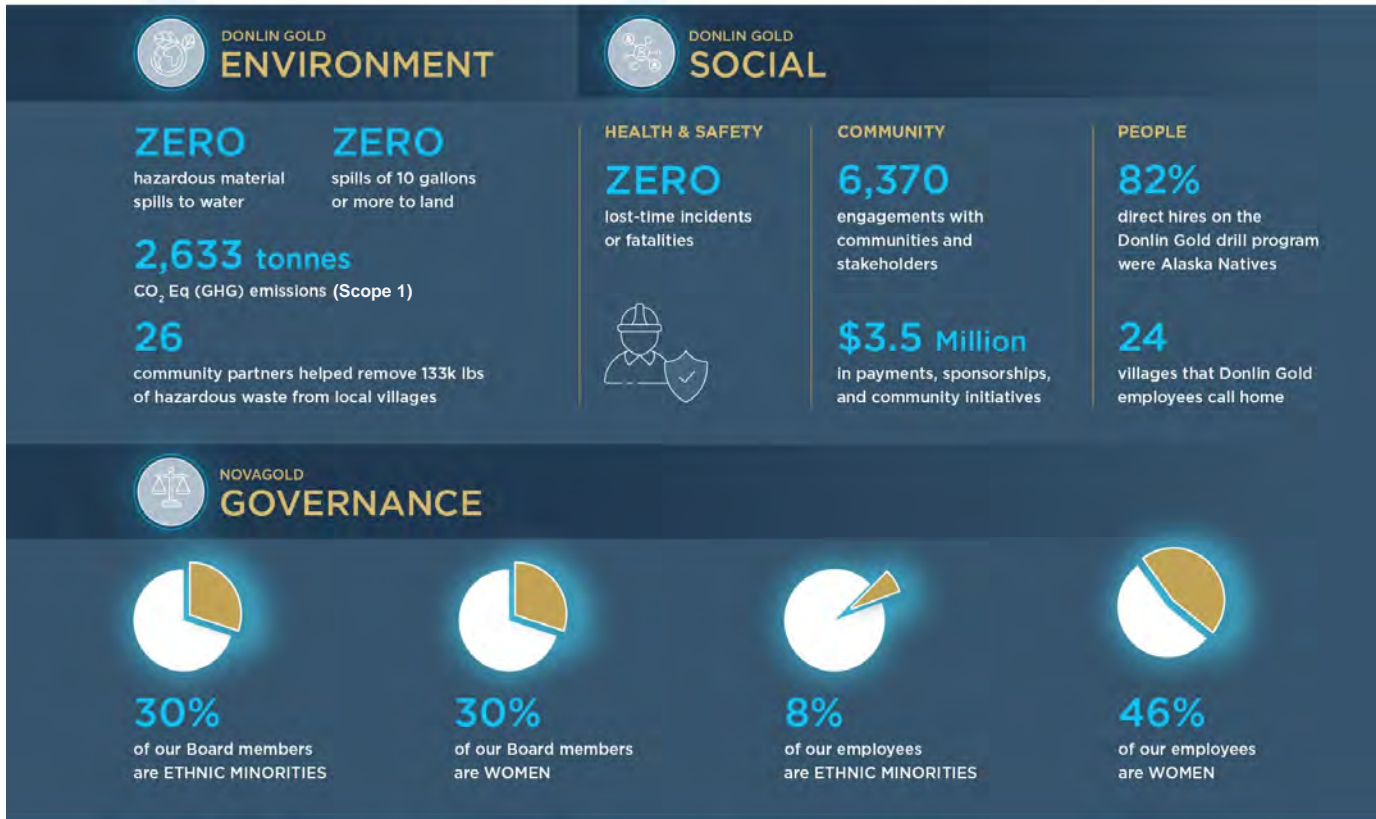 DONLIN GOLD
ENVIRONMENT
ZERO
hazardous material
spills to water
ZERO
spills of 10 gallons
or more to land
2,633 tonnes
CO₂ Eq (GHG) emissions (Scope 1)
26
community partners helped remove 133k lbs
of hazardous waste from local villages
DONLIN GOLD
SOCIAL
HEALTH & SAFETY
ZERO
lost-time incidents
or fatalities
COMMUNITY
6,370
engagements with
communities and
stakeholders
$3.5 Million
in payments, sponsorships,
and community initiatives
PEOPLE
82%
direct hires on the
Donlin Gold drill program
were Alaska Natives
24
villages that Donlin Gold
employees call home
NOVAGOLD
GOVERNANCE
30%
of our Board members
are ETHNIC MINORITIES
30%
of our Board members
are WOMEN
8%
of our employees
are ETHNIC MINORITIES
46%
of our employees
are WOMEN